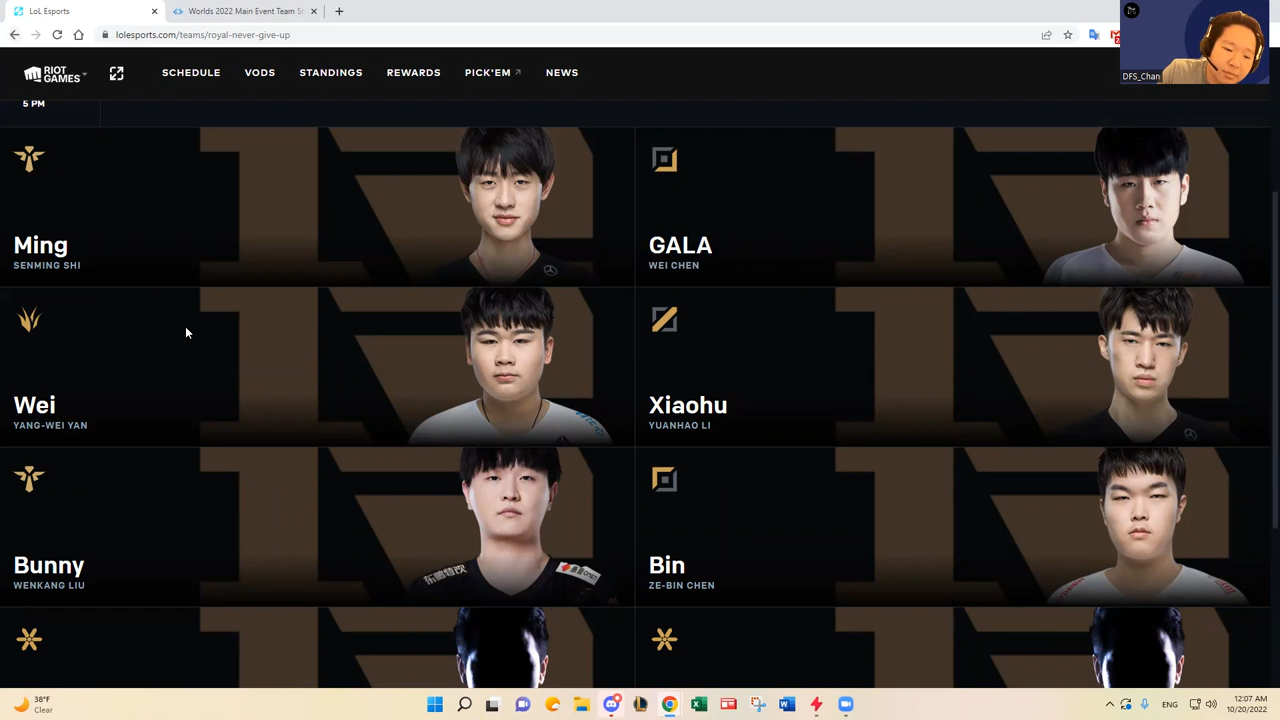 LoL Esports
Worlds 2022 Main Event Team St
lolesports.com/teams/royal-never-give-up
DFS_Chan
RIOT GAMES
SCHEDULE
VODS
STANDINGS
REWARDS
PICK'EM
NEWS
5 PM
Ming
SENMING SHI
GALA
WEI CHEN
Wei
YANG-WEI YAN
Xiaohu
YUANHAO LI
Bunny
WENKANG LIU
Bin
ZE-BIN CHEN
38°F
Clear
ENG
12:07 AM
10/20/2022